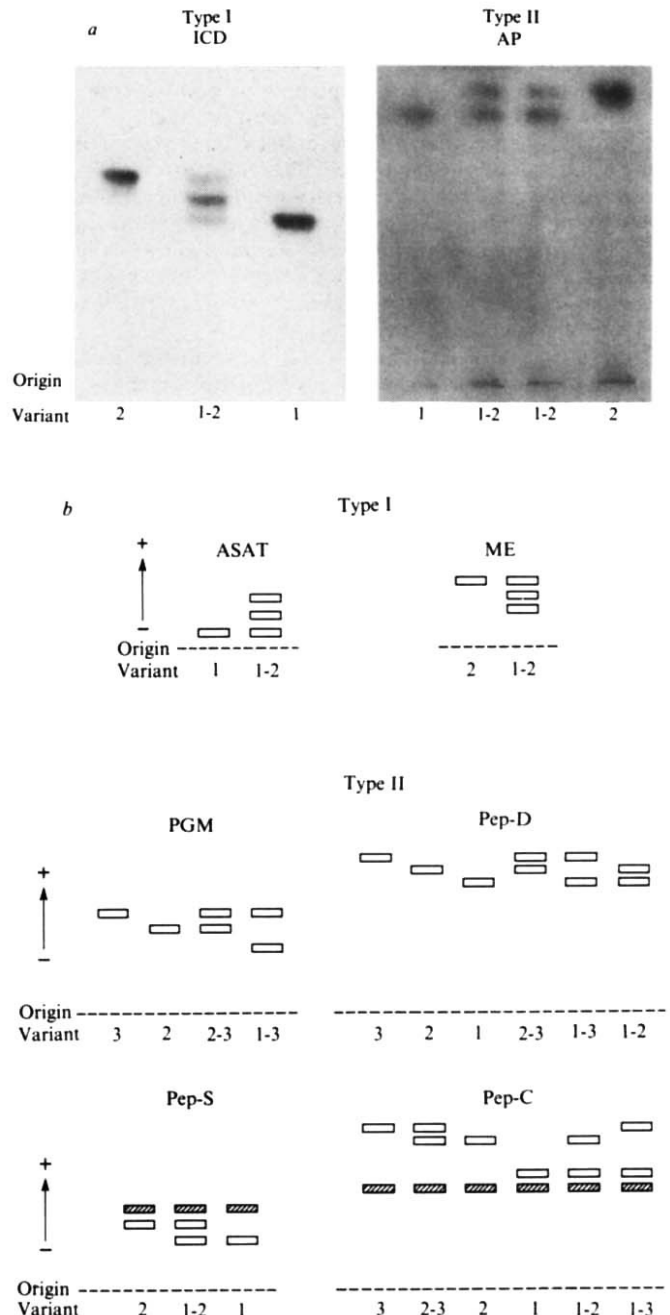 a
Type I
ICD
Type II
AP
Origin
Variant 2 1-2 1 1 1-2 1-2 2
b
Type I
ASAT ME
+
−
Origin
Variant 1 1-2 2 1-2
Type II
PGM Pep-D
+
−
Origin
Variant 3 2 2-3 1-3 3 2 1 2-3 1-3 1-2
Pep-S Pep-C
+
−
Origin
Variant 2 1-2 1 3 2-3 2 1 1-2 1-3